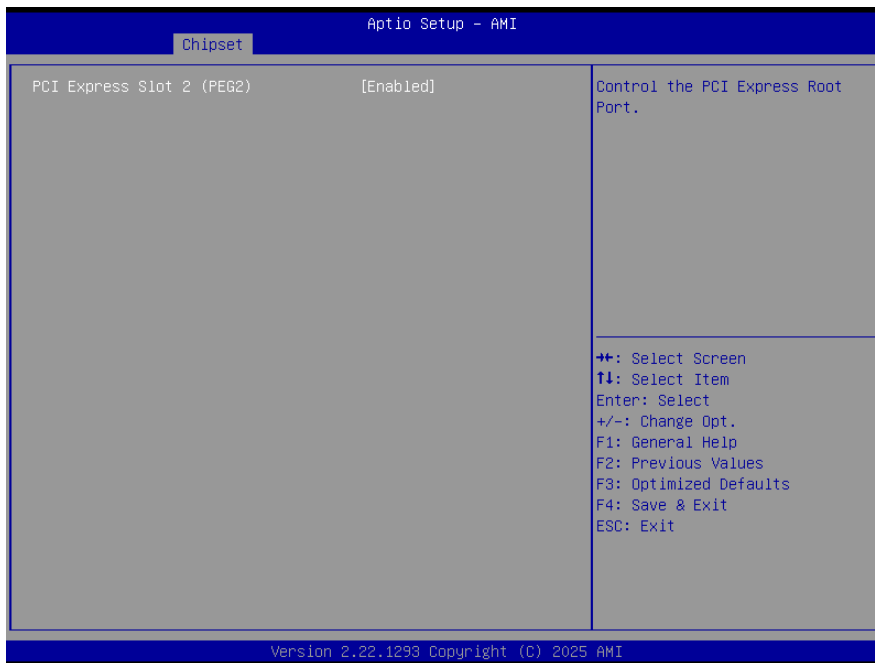 Aptio Setup – AMI
Chipset
PCI Express Slot 2 (PEG2) [Enabled]
Control the PCI Express Root
Port.
→←: Select Screen
↑↓: Select Item
Enter: Select
+/-: Change Opt.
F1: General Help
F2: Previous Values
F3: Optimized Defaults
F4: Save & Exit
ESC: Exit
Version 2.22.1293 Copyright (C) 2025 AMI